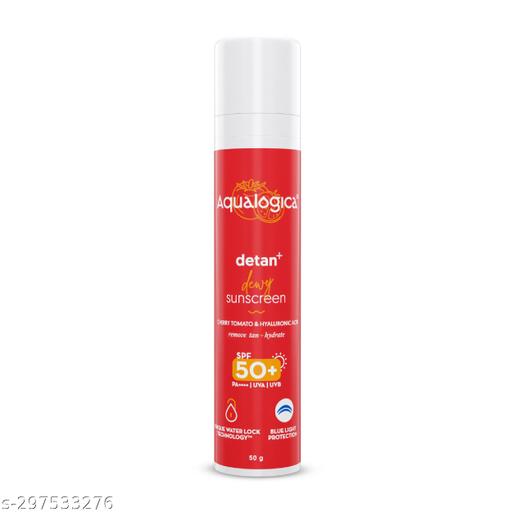 Aqualogica®
detan+
dewy
sunscreen
CHERRY TOMATO & HYALURONIC ACID
remove tan + hydrate
SPF
50+
PA++++ | UVA | UVB
WATER LOCK
TECHNOLOGY™
BLUE LIGHT
PROTECTION
50 g
s-297533276